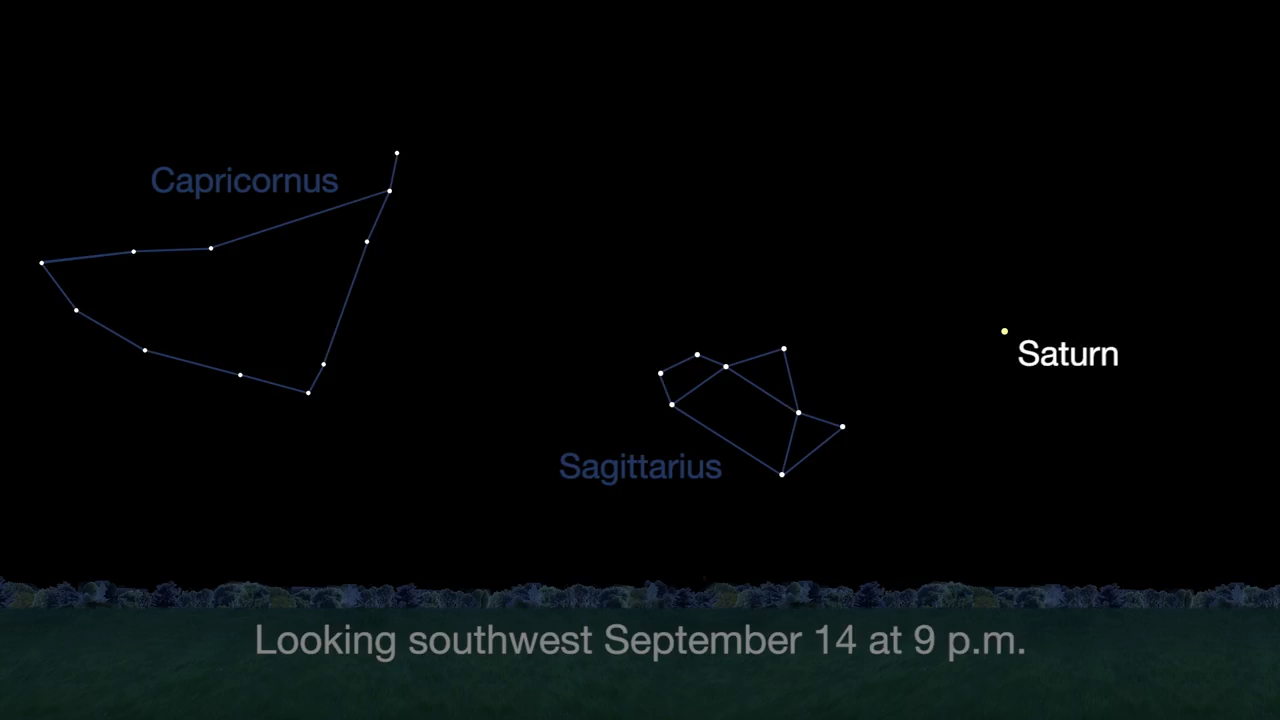 Capricornus
Saturn
Sagittarius
Looking southwest September 14 at 9 p.m.